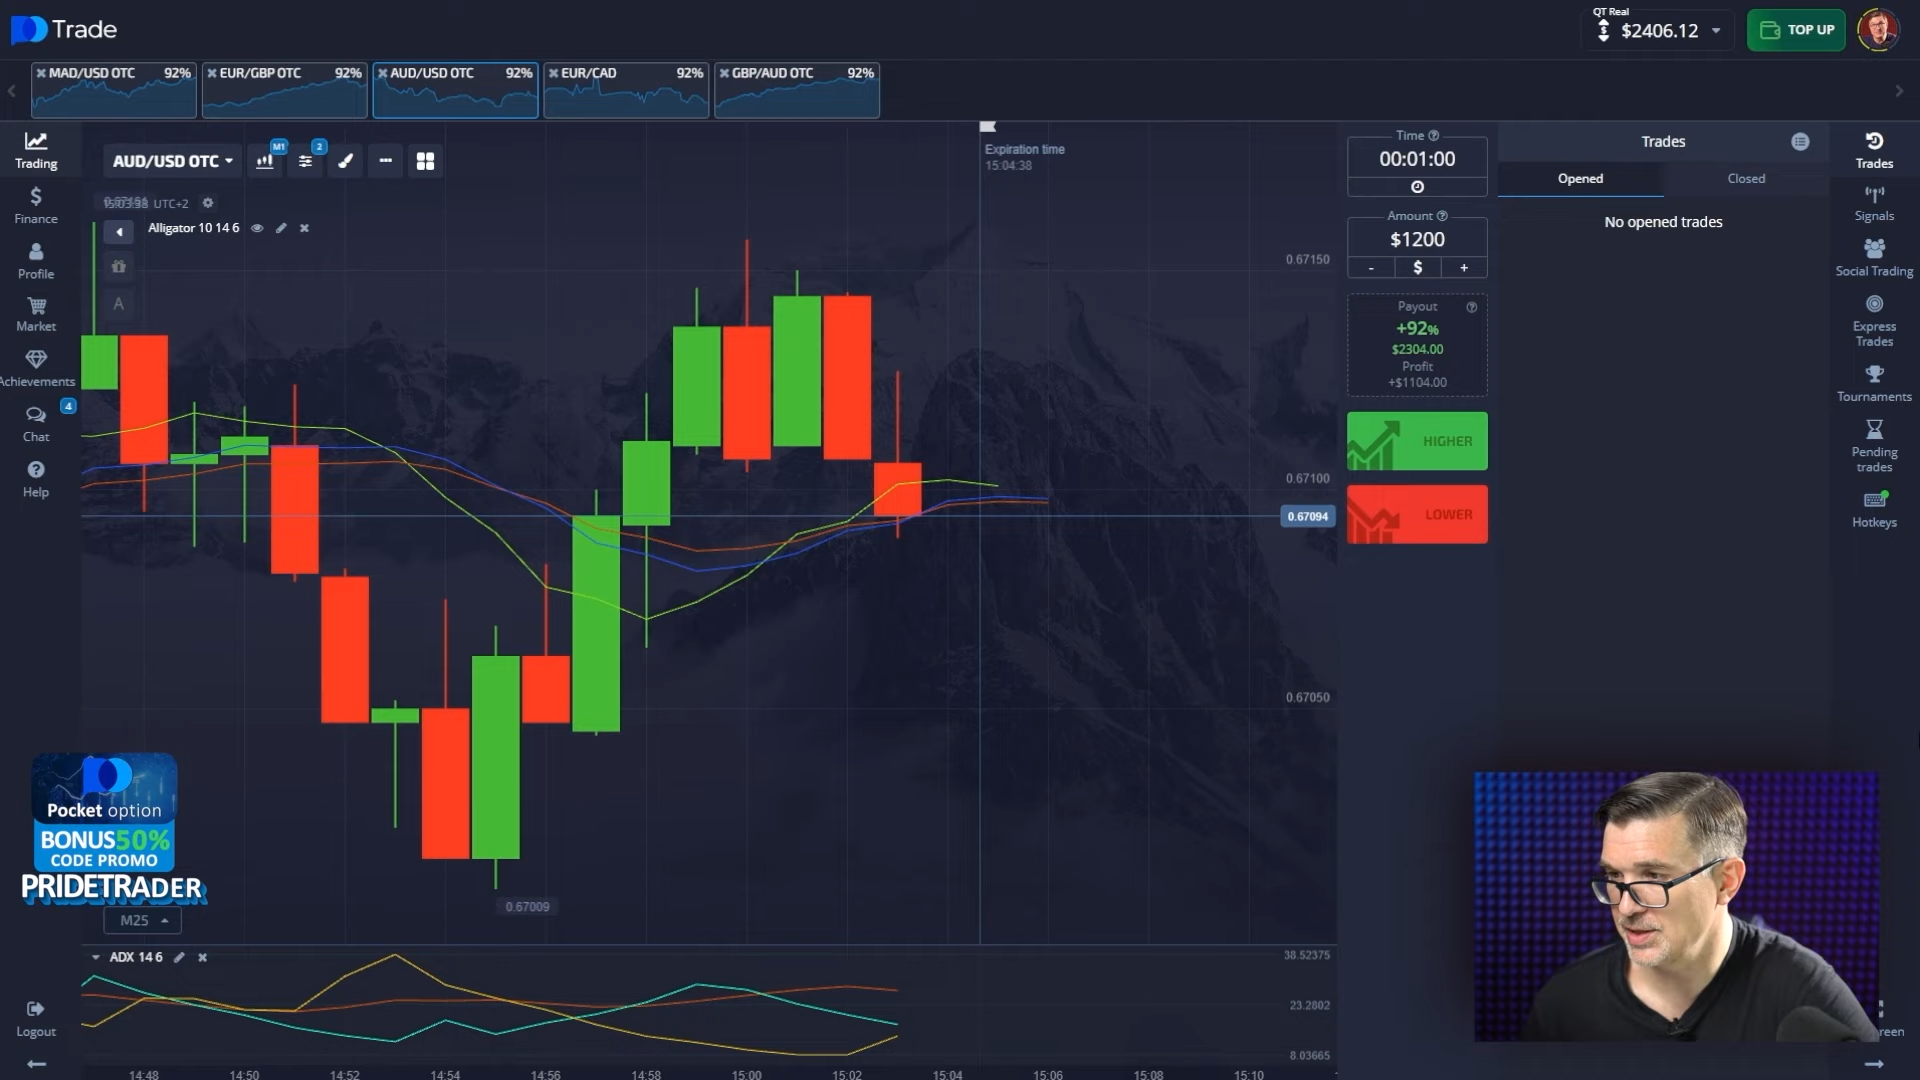 Trade
QT Real
$2406.12
TOP UP
MAD/USD OTC 92%
EUR/GBP OTC 92%
AUD/USD OTC 92%
EUR/CAD 92%
GBP/AUD OTC 92%
Trading
Finance
Profile
Market
Achievements
4
Chat
Help
Logout
AUD/USD OTC
M1
2
UTC+2
Alligator 10 14 6
A
Expiration time
15:04:38
0.67150
0.67100
0.67094
0.67050
0.67009
Pocket option
BONUS 50%
CODE PROMO
PRIDETRADER
M25
ADX 14 6
38.52375
23.2802
8.03665
14:48 14:50 14:52 14:54 14:56 14:58 15:00 15:02 15:04 15:06 15:08 15:10
Time
00:01:00
Amount
$1200
- $ +
Payout
+92%
$2304.00
Profit
+$1104.00
HIGHER
LOWER
Trades
Opened Closed
No opened trades
Trades
Signals
Social Trading
Express
Trades
Tournaments
Pending
trades
Hotkeys